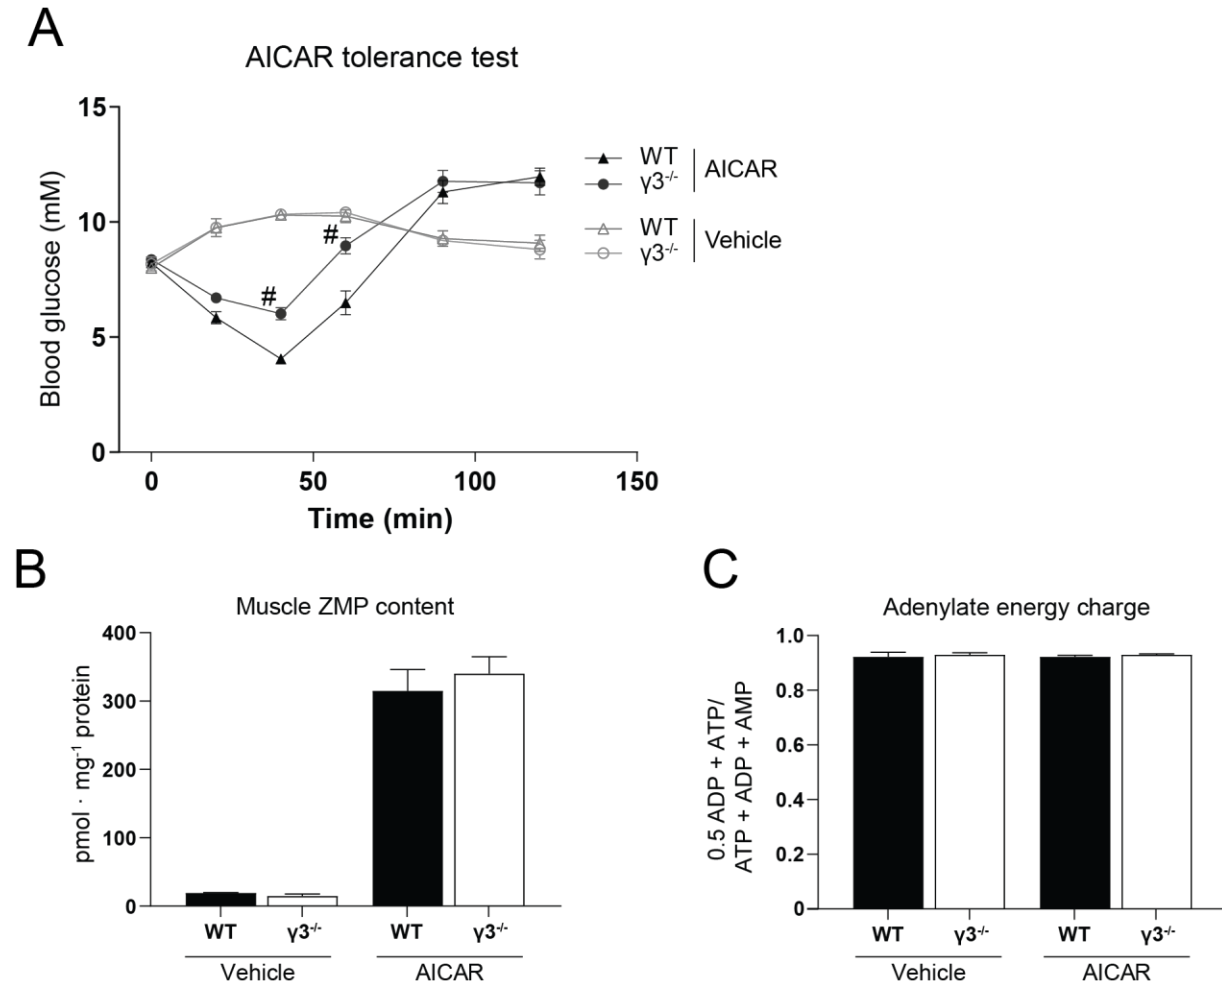 A
AICAR tolerance test
15
10
5
0
Blood glucose (mM)
#
#
0 50 100 150
Time (min)
WT
γ3-/-
AICAR
WT
γ3-/-
Vehicle
B
Muscle ZMP content
400
300
200
100
0
pmol · mg-1 protein
WT γ3-/- WT γ3-/-
Vehicle AICAR
C
Adenylate energy charge
1.0
0.8
0.6
0.4
0.2
0
0.5 ADP + ATP/
ATP + ADP + AMP
WT γ3-/- WT γ3-/-
Vehicle AICAR